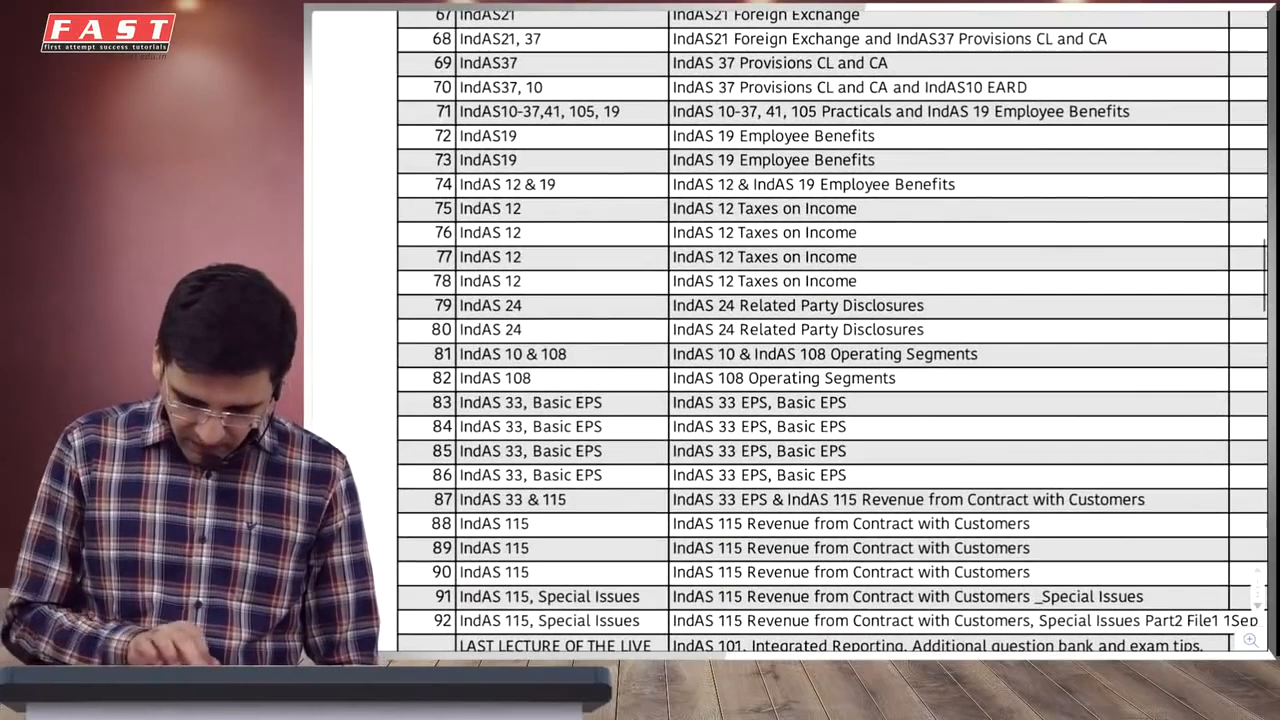 FAST
first attempt success tutorials
edu.in
67 IndAS21 IndAS21 Foreign Exchange
68 IndAS21, 37 IndAS21 Foreign Exchange and IndAS37 Provisions CL and CA
69 IndAS37 IndAS 37 Provisions CL and CA
70 IndAS37, 10 IndAS 37 Provisions CL and CA and IndAS10 EARD
71 IndAS10-37,41, 105, 19 IndAS 10-37, 41, 105 Practicals and IndAS 19 Employee Benefits
72 IndAS19 IndAS 19 Employee Benefits
73 IndAS19 IndAS 19 Employee Benefits
74 IndAS 12 & 19 IndAS 12 & IndAS 19 Employee Benefits
75 IndAS 12 IndAS 12 Taxes on Income
76 IndAS 12 IndAS 12 Taxes on Income
77 IndAS 12 IndAS 12 Taxes on Income
78 IndAS 12 IndAS 12 Taxes on Income
79 IndAS 24 IndAS 24 Related Party Disclosures
80 IndAS 24 IndAS 24 Related Party Disclosures
81 IndAS 10 & 108 IndAS 10 & IndAS 108 Operating Segments
82 IndAS 108 IndAS 108 Operating Segments
83 IndAS 33, Basic EPS IndAS 33 EPS, Basic EPS
84 IndAS 33, Basic EPS IndAS 33 EPS, Basic EPS
85 IndAS 33, Basic EPS IndAS 33 EPS, Basic EPS
86 IndAS 33, Basic EPS IndAS 33 EPS, Basic EPS
87 IndAS 33 & 115 IndAS 33 EPS & IndAS 115 Revenue from Contract with Customers
88 IndAS 115 IndAS 115 Revenue from Contract with Customers
89 IndAS 115 IndAS 115 Revenue from Contract with Customers
90 IndAS 115 IndAS 115 Revenue from Contract with Customers
91 IndAS 115, Special Issues IndAS 115 Revenue from Contract with Customers _Special Issues
92 IndAS 115, Special Issues IndAS 115 Revenue from Contract with Customers, Special Issues Part2 File1 1Sep
LAST LECTURE OF THE LIVE IndAS 101, Integrated Reporting, Additional question bank and exam tips.